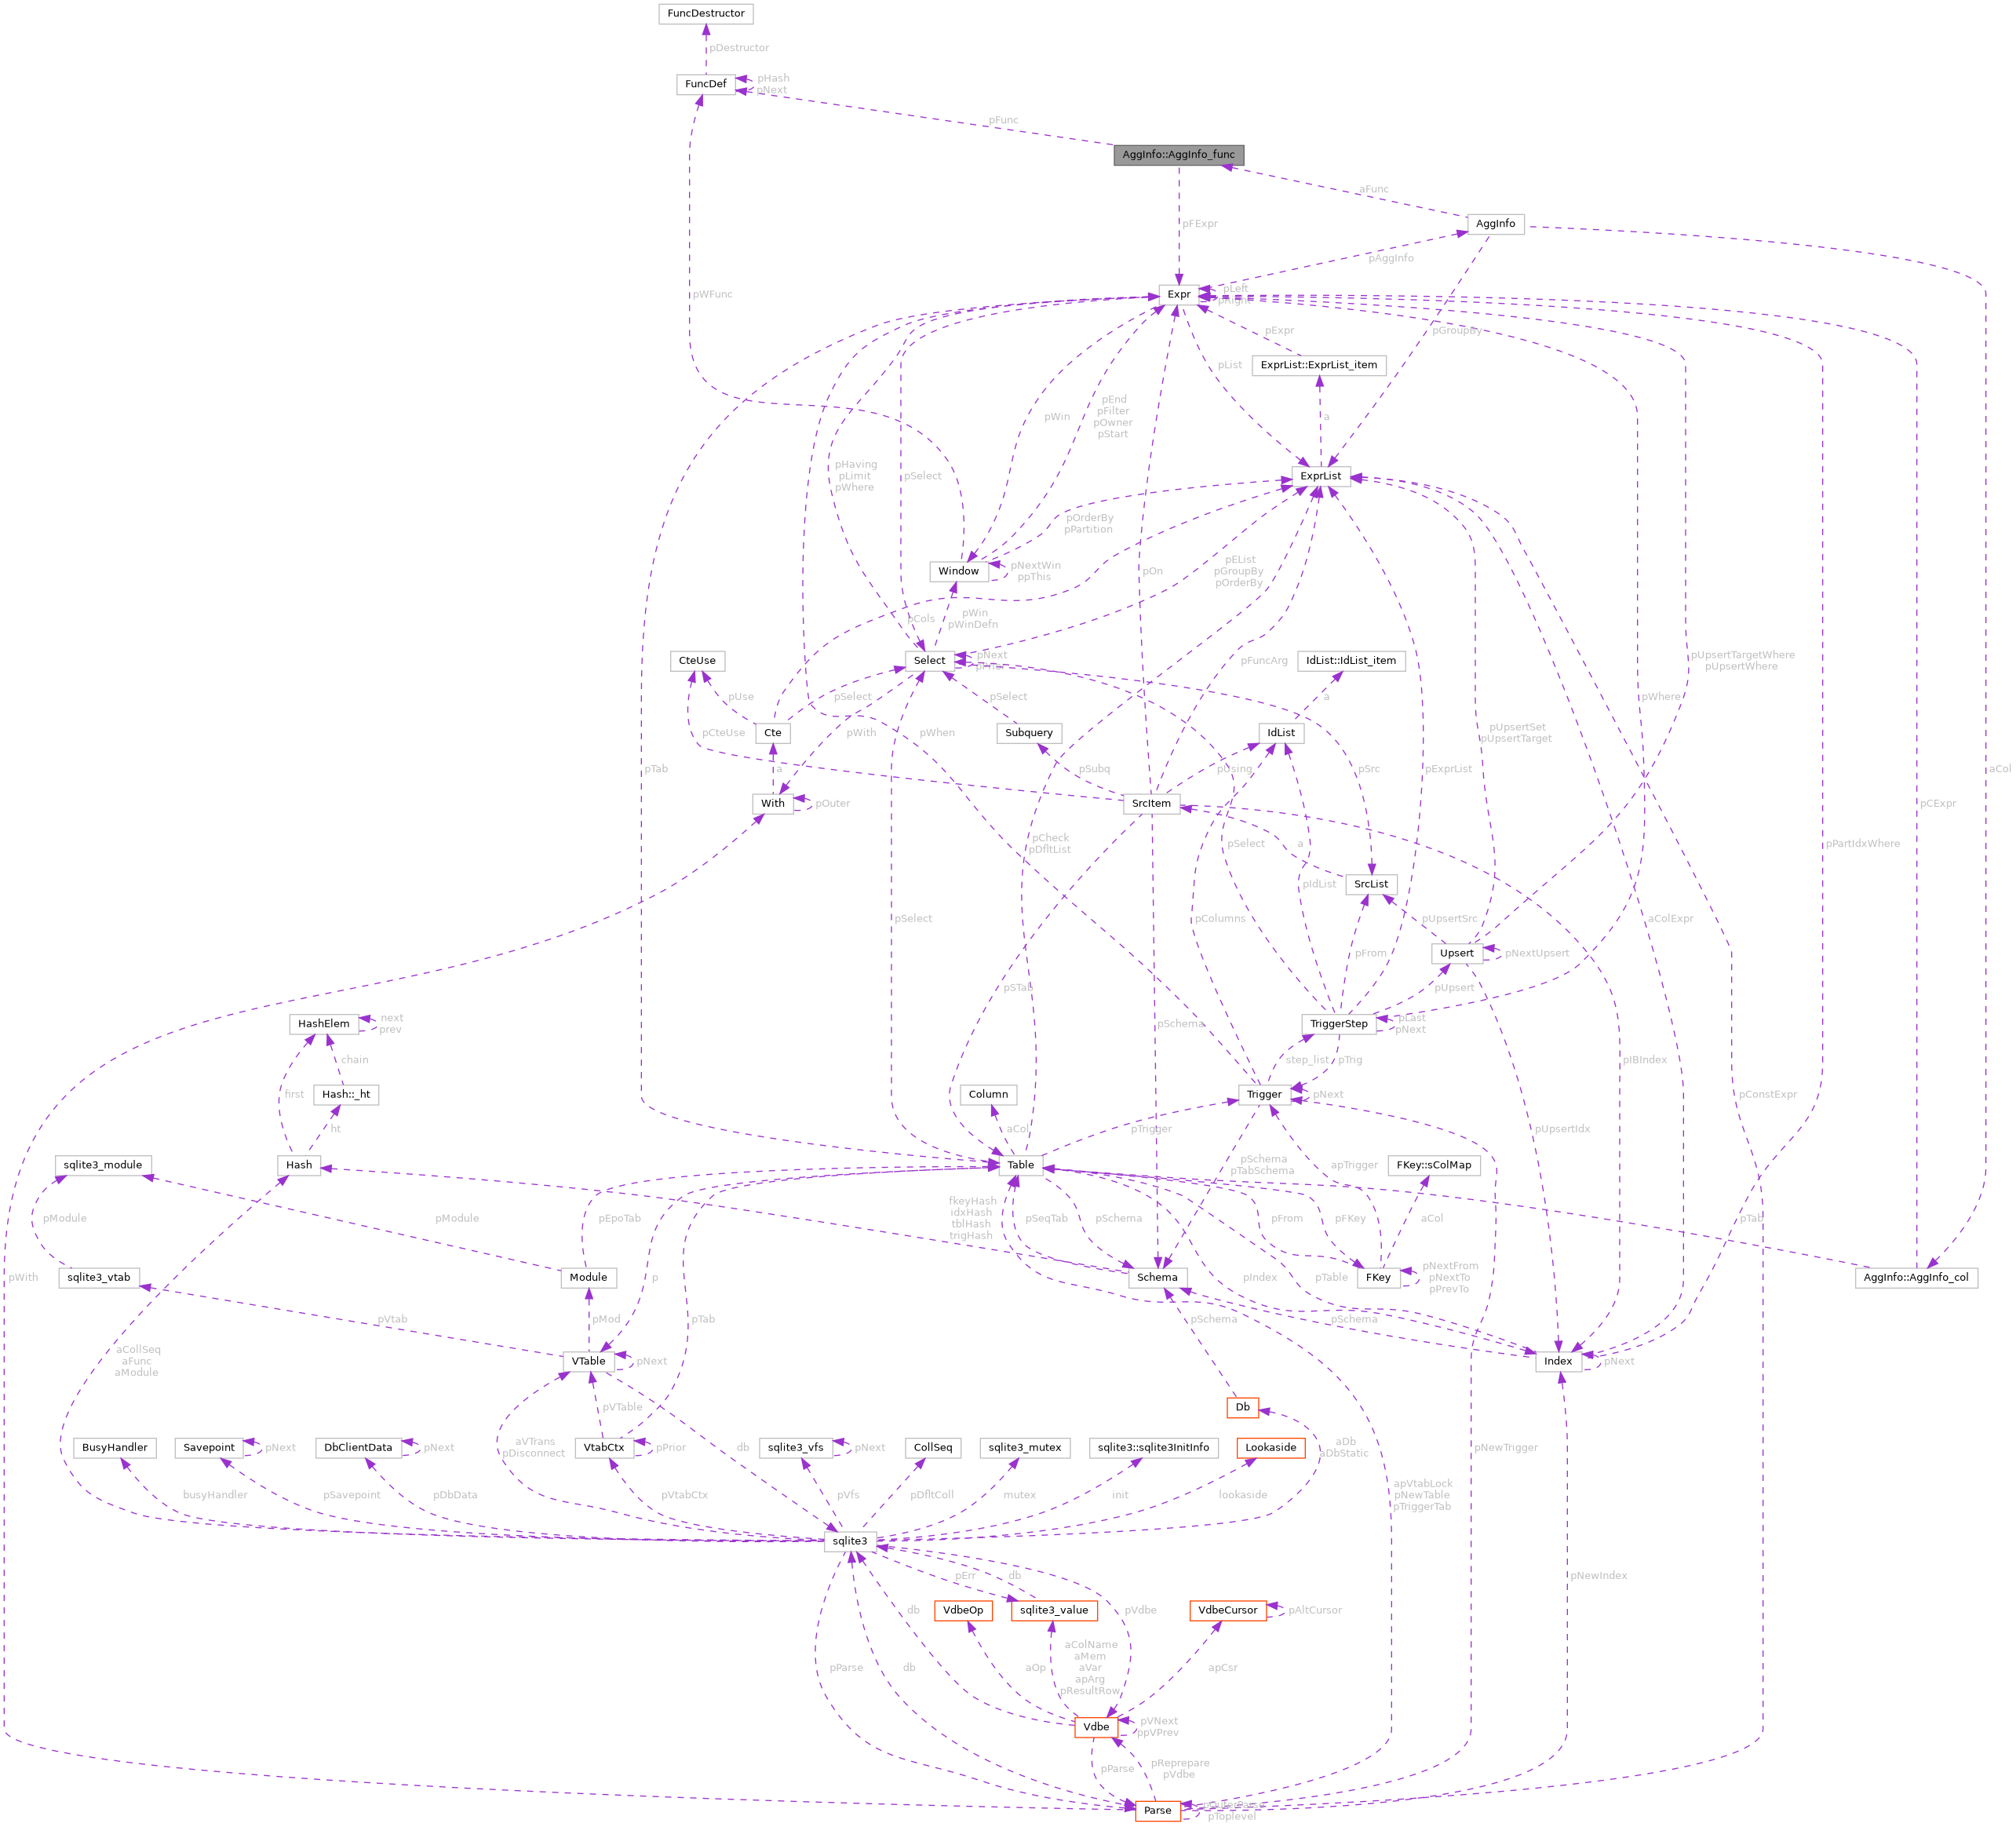 FuncDestructor
pDestructor
FuncDef
pHash
pNext
pFunc
AggInfo::AggInfo_func
aFunc
pFExpr
AggInfo
pAggInfo
Expr
pLeft
pRight
pWFunc
pExpr
pGroupBy
ExprList::ExprList_item
pList
pWin
pEnd
pFilter
pOwner
pStart
a
pHaving
pLimit
pWhere
pSelect
ExprList
pOrderBy
pPartition
Window
pNextWin
ppThis
pOn
pEList
pGroupBy
pOrderBy
pCols
pWin
pWinDefn
CteUse
Select
pNext
pFuncArg
IdList::IdList_item
pUpsertTargetWhere
pUpsertWhere
pUse
pSelect
pSelect
a
pWhere
Cte
pCteUse
pWith
pWhen
Subquery
IdList
pUpsertSet
pUpsertTarget
pTab
a
pSubq
pUsing
pSrc
pExprList
aCol
With
pOuter
SrcItem
pCExpr
pCheck
pDfltList
pSelect
a
pPartIdxWhere
SrcList
pIdList
pSelect
pColumns
pUpsertSrc
aColExpr
pFrom
Upsert
pNextUpsert
pSTab
pUpsert
HashElem
next
prev
pSchema
TriggerStep
pLast
pNext
chain
step_list
pTrig
pIBIndex
first
Hash::_ht
Column
Trigger
pNext
pConstExpr
ht
aCol
pTrigger
pUpsertIdx
sqlite3_module
Hash
Table
pSchema
pTabSchema
apTrigger
FKey::sColMap
fkeyHash
idxHash
tblHash
trigHash
pModule
pModule
pEpoTab
pSeqTab
pSchema
pFrom
pFKey
aCol
pTab
sqlite3_vtab
Module
p
Schema
pIndex
pTable
FKey
pNextFrom
pNextTo
pPrevTo
AggInfo::AggInfo_col
pVtab
pMod
pTab
pSchema
pSchema
aCollSeq
aFunc
aModule
VTable
pNext
Index
pNext
pVTable
Db
BusyHandler
Savepoint
pNext
DbClientData
pNext
aVTrans
pDisconnect
VtabCtx
pPrior
db
sqlite3_vfs
pNext
CollSeq
sqlite3_mutex
sqlite3::sqlite3InitInfo
Lookaside
aDb
aDbStatic
pNewTrigger
busyHandler
pSavepoint
pDbData
pVtabCtx
pVfs
pDfltColl
mutex
init
lookaside
apVtabLock
pNewTable
pTriggerTab
sqlite3
pErr
db
pNewIndex
db
VdbeOp
sqlite3_value
pVdbe
VdbeCursor
pAltCursor
pWith
pParse
db
aOp
aColName
aMem
aVar
apArg
pResultRow
apCsr
Vdbe
pVNext
ppVPrev
pParse
pReprepare
pVdbe
Parse
pToplevel